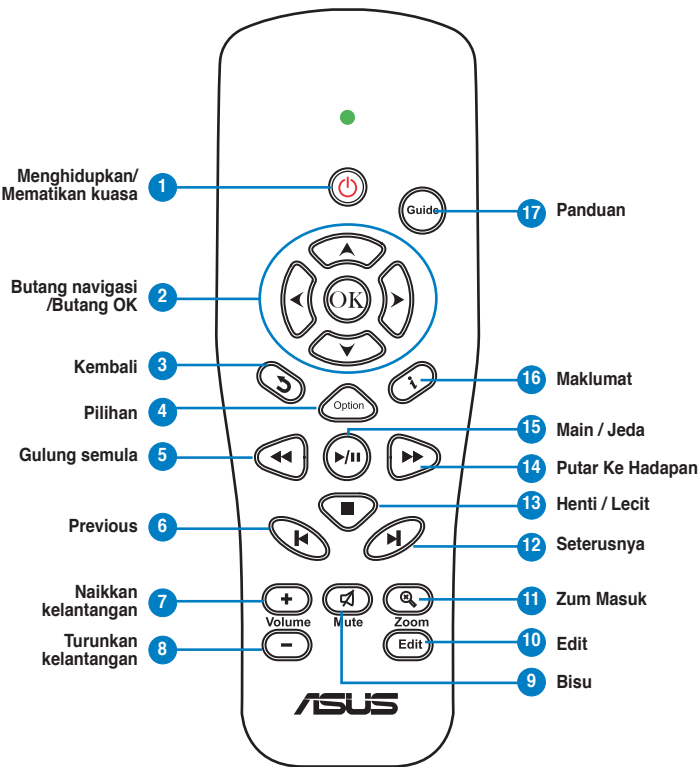 Menghidupkan/
Mematikan kuasa
1
Guide
17
Panduan
Butang navigasi
/Butang OK
2
OK
Kembali
3
i
16
Maklumat
Pilihan
4
Option
15
Main / Jeda
Gulung semula
5
14
Putar Ke Hadapan
13
Henti / Lecit
Previous
6
12
Seterusnya
Naikkan
kelantangan
7
+
Volume
Mute
Zoom
11
Zum Masuk
Turunkan
kelantangan
8
−
Edit
10
Edit
9
Bisu
ASUS